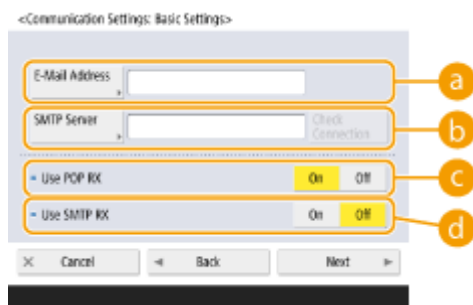 <Communication Settings: Basic Settings>
E-Mail Address
a
SMTP Server
Check
Connection
b
Use POP RX
On
Off
c
Use SMTP RX
On
Off
d
× Cancel
◄ Back
Next ►